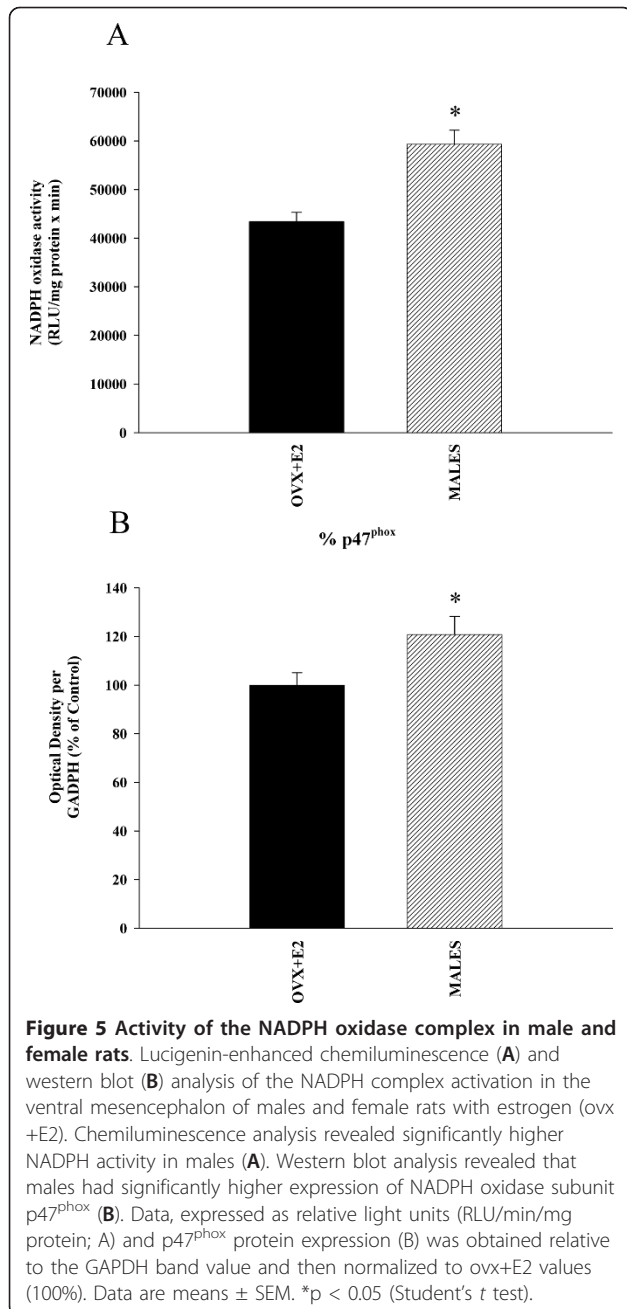 A
70000
60000
50000
40000
30000
20000
10000
0
NADPH oxidase activity
(RLU/mg protein x min)
*
OVX+E2
MALES
B
% p47phox
140
120
100
80
60
40
20
0
Optical Density per
GADPH (% of Control)
*
OVX+E2
MALES
Figure 5 Activity of the NADPH oxidase complex in male and
female rats. Lucigenin-enhanced chemiluminescence (A) and
western blot (B) analysis of the NADPH complex activation in the
ventral mesencephalon of males and female rats with estrogen (ovx
+E2). Chemiluminescence analysis revealed significantly higher
NADPH activity in males (A). Western blot analysis revealed that
males had significantly higher expression of NADPH oxidase subunit
p47phox (B). Data, expressed as relative light units (RLU/min/mg
protein; A) and p47phox protein expression (B) was obtained relative
to the GAPDH band value and then normalized to ovx+E2 values
(100%). Data are means ± SEM. *p < 0.05 (Student's t test).